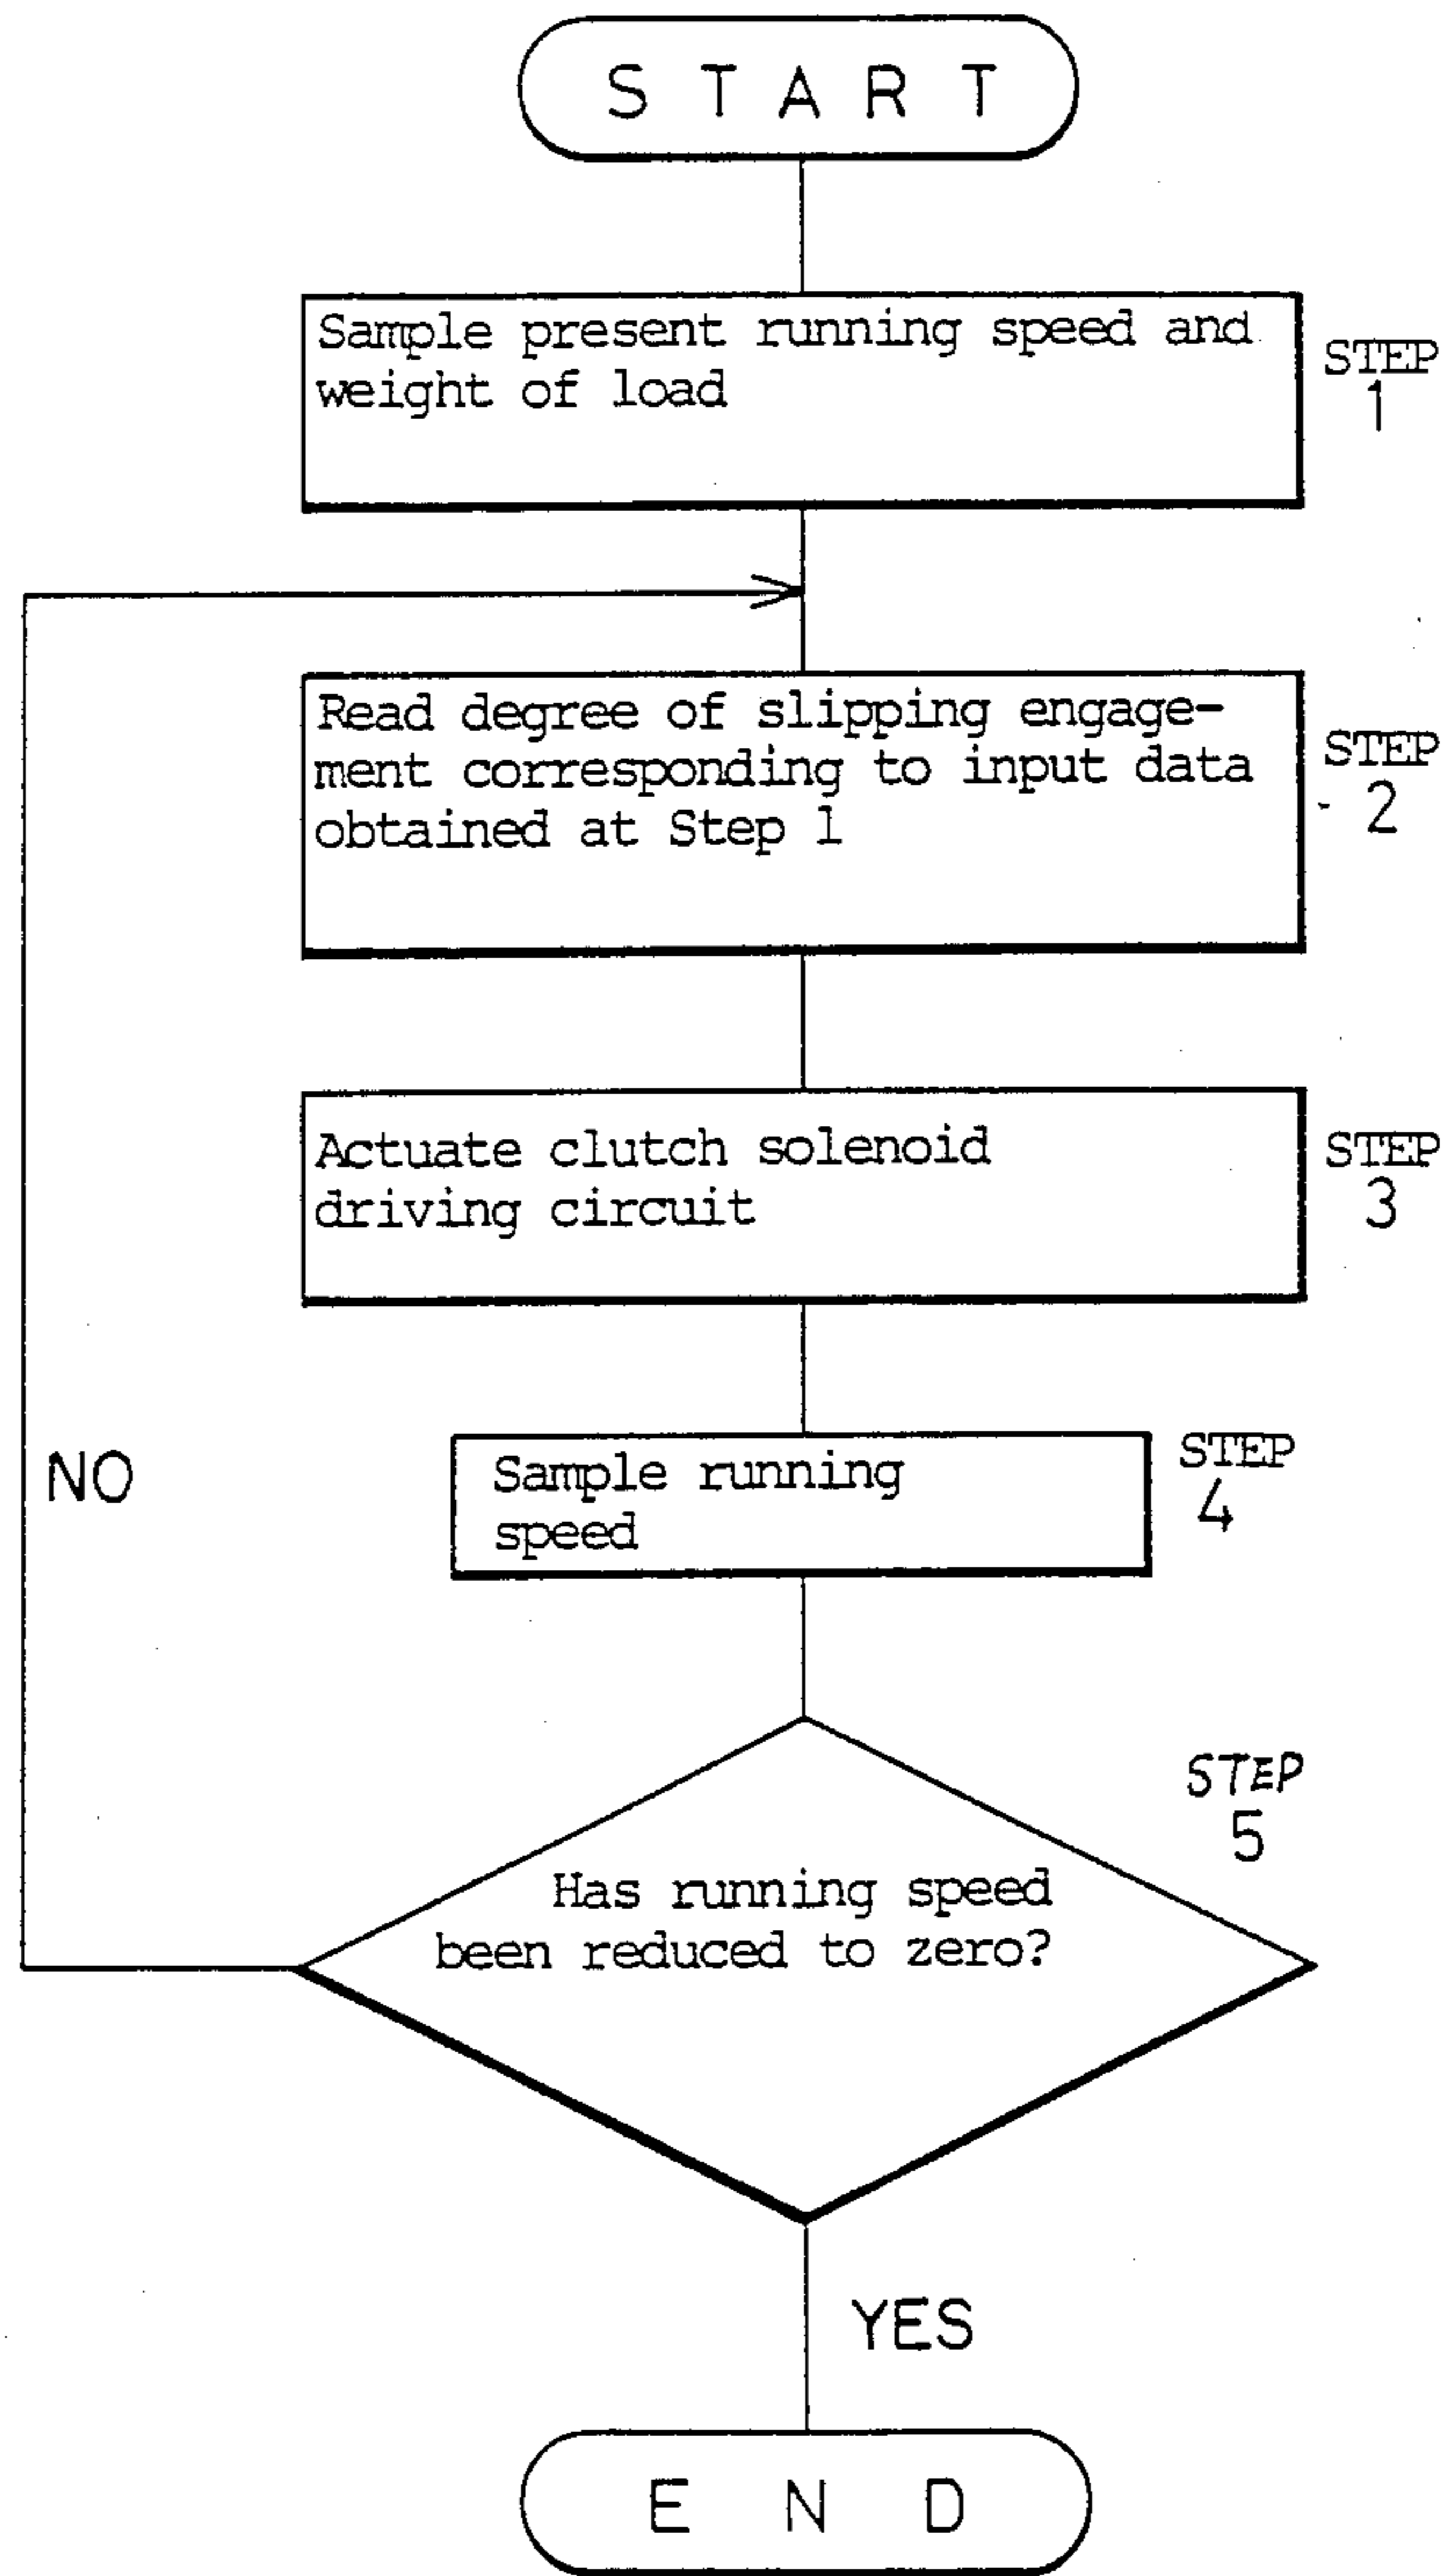 START
Sample present running speed and
weight of load
STEP
1
Read degree of slipping engage-
ment corresponding to input data
obtained at Step 1
STEP
2
Actuate clutch solenoid
driving circuit
STEP
3
Sample running
speed
STEP
4
NO
STEP
5
Has running speed
been reduced to zero?
YES
END